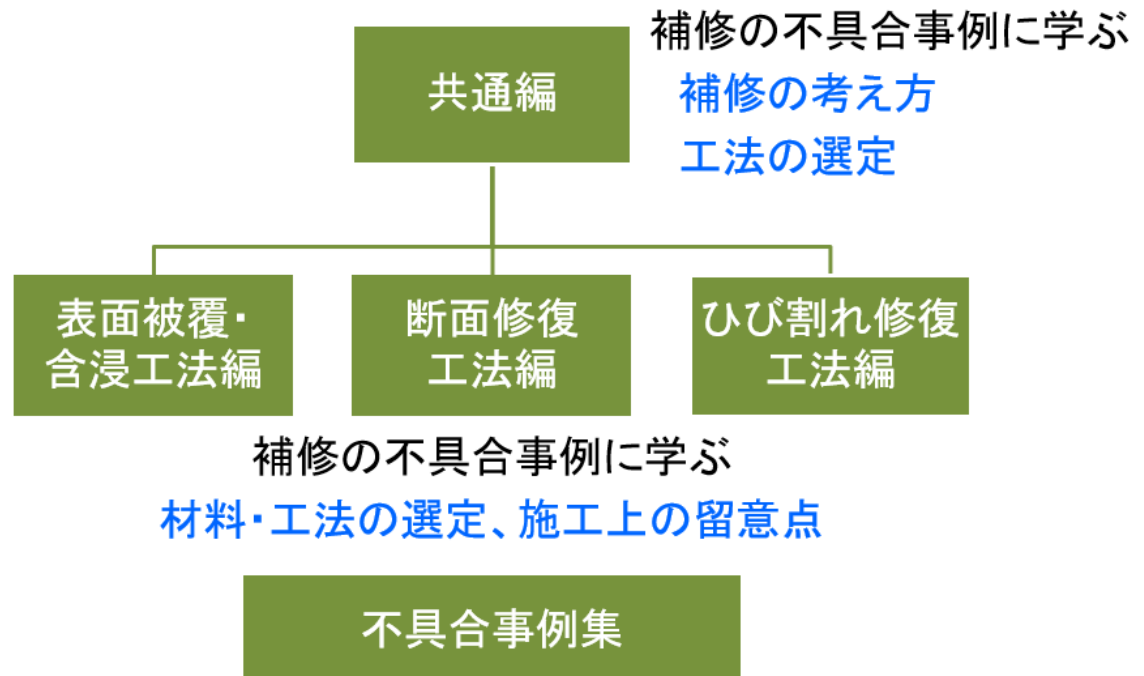 補修の不具合事例に学ぶ
共通編
補修の考え方
工法の選定
表面被覆・
含浸工法編
断面修復
工法編
ひび割れ修復
工法編
補修の不具合事例に学ぶ
材料・工法の選定、施工上の留意点
不具合事例集